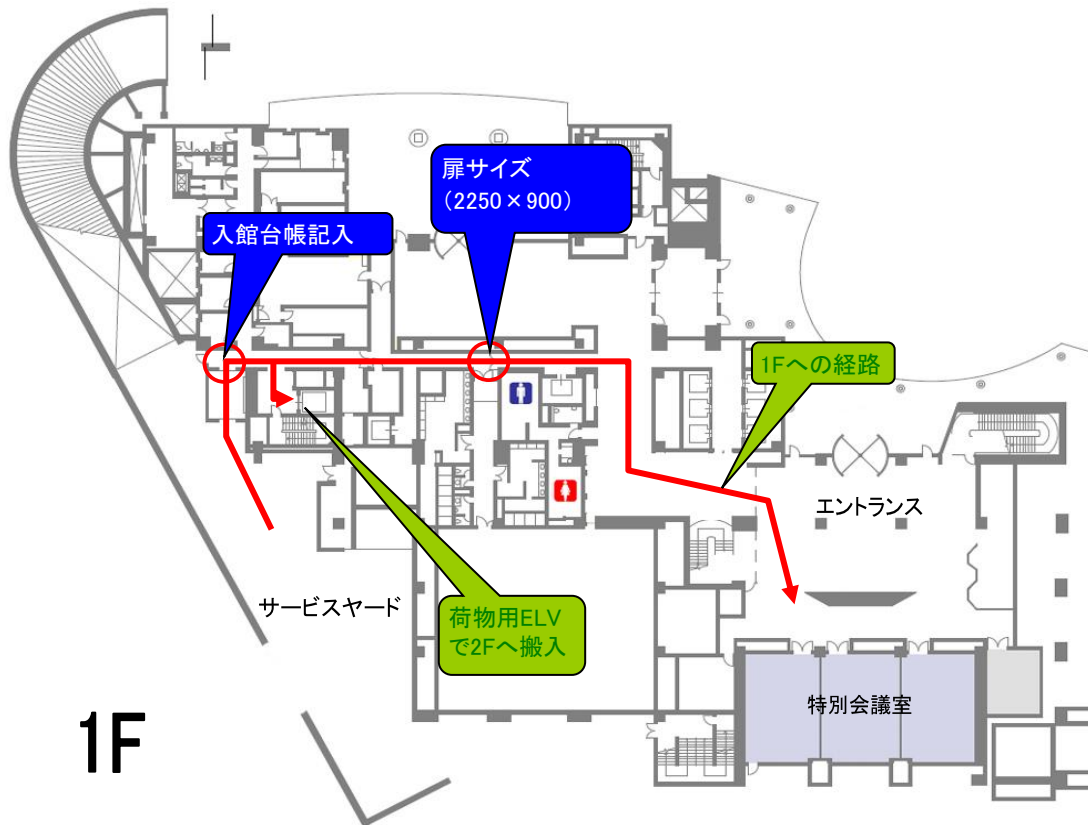 扉サイズ
（2250×900）
入館台帳記入
1Fへの経路
エントランス
サービスヤード
荷物用ELV
で2Fへ搬入
特別会議室
1F